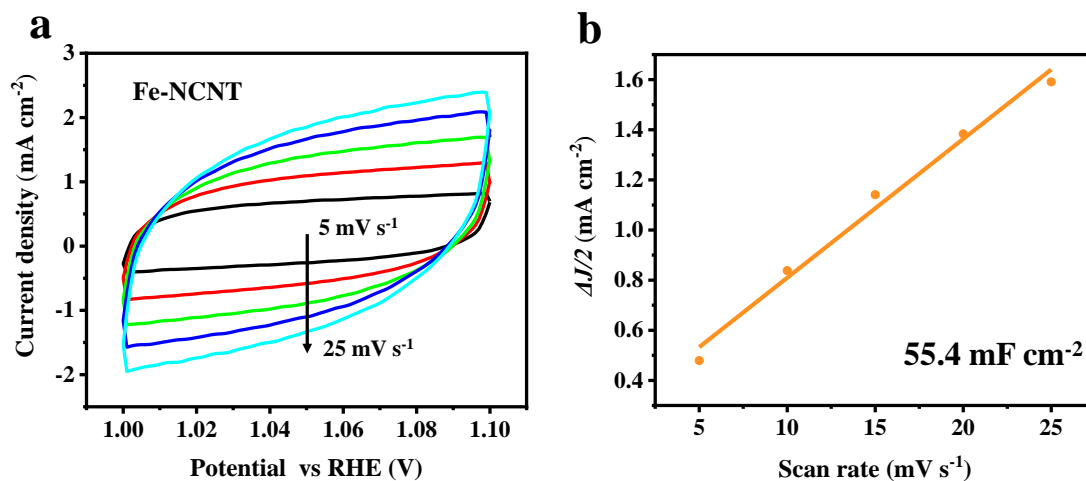 a
3
2
1
0
-1
-2
Current density (mA cm-2)
Fe-NCNT
5 mV s-1
25 mV s-1
1.00 1.02 1.04 1.06 1.08 1.10
Potential vs RHE (V)
b
1.6
1.4
1.2
1.0
0.8
0.6
0.4
ΔJ/2 (mA cm-2)
55.4 mF cm-2
5 10 15 20 25
Scan rate (mV s-1)